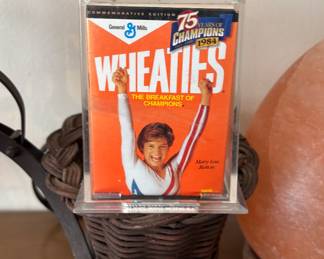 COMMEMORATIVE EDITION
General Mills
75 YEARS OF
CHAMPIONS
1984
WHEATIES
THE BREAKFAST OF
CHAMPIONS
Mary Lou
Retton